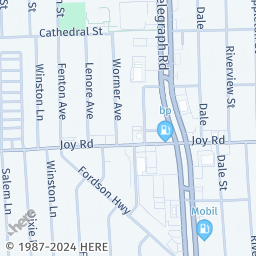 Telegraph Rd
Cathedral St
Winston Ln
Fenton Ave
Lenore Ave
Wormer Ave
Dale
Riverview St
bp
Joy Rd
Joy Rd
Salem Ln
Winston Ln
Fordson Hwy
Dale St
Mobil
here
© 1987-2024 HERE